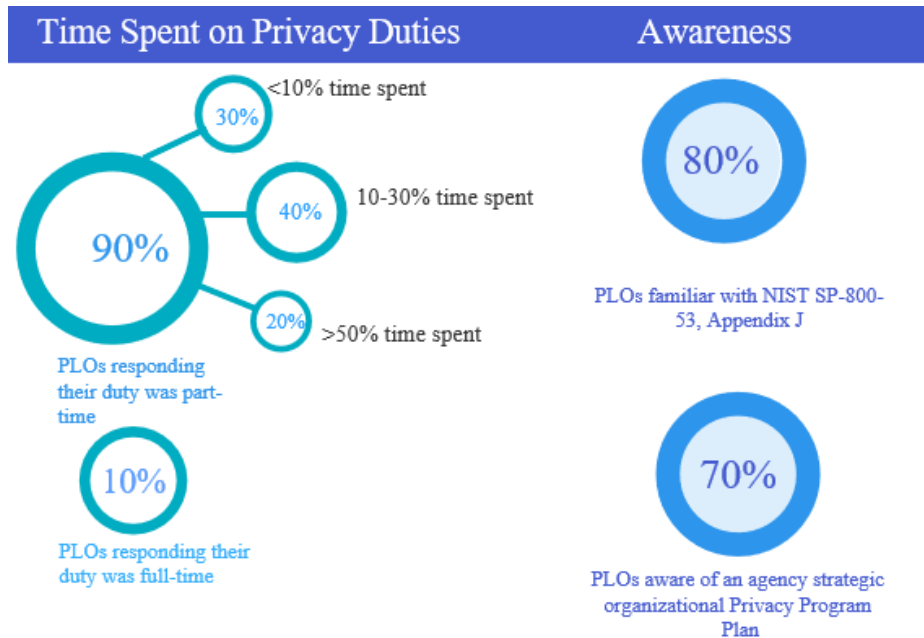 Time Spent on Privacy Duties
Awareness
<10% time spent
30%
90%
40%
10-30% time spent
20%
>50% time spent
PLOs responding
their duty was part-
time
10%
PLOs responding their
duty was full-time
80%
PLOs familiar with NIST SP-800-
53, Appendix J
70%
PLOs aware of an agency strategic
organizational Privacy Program
Plan